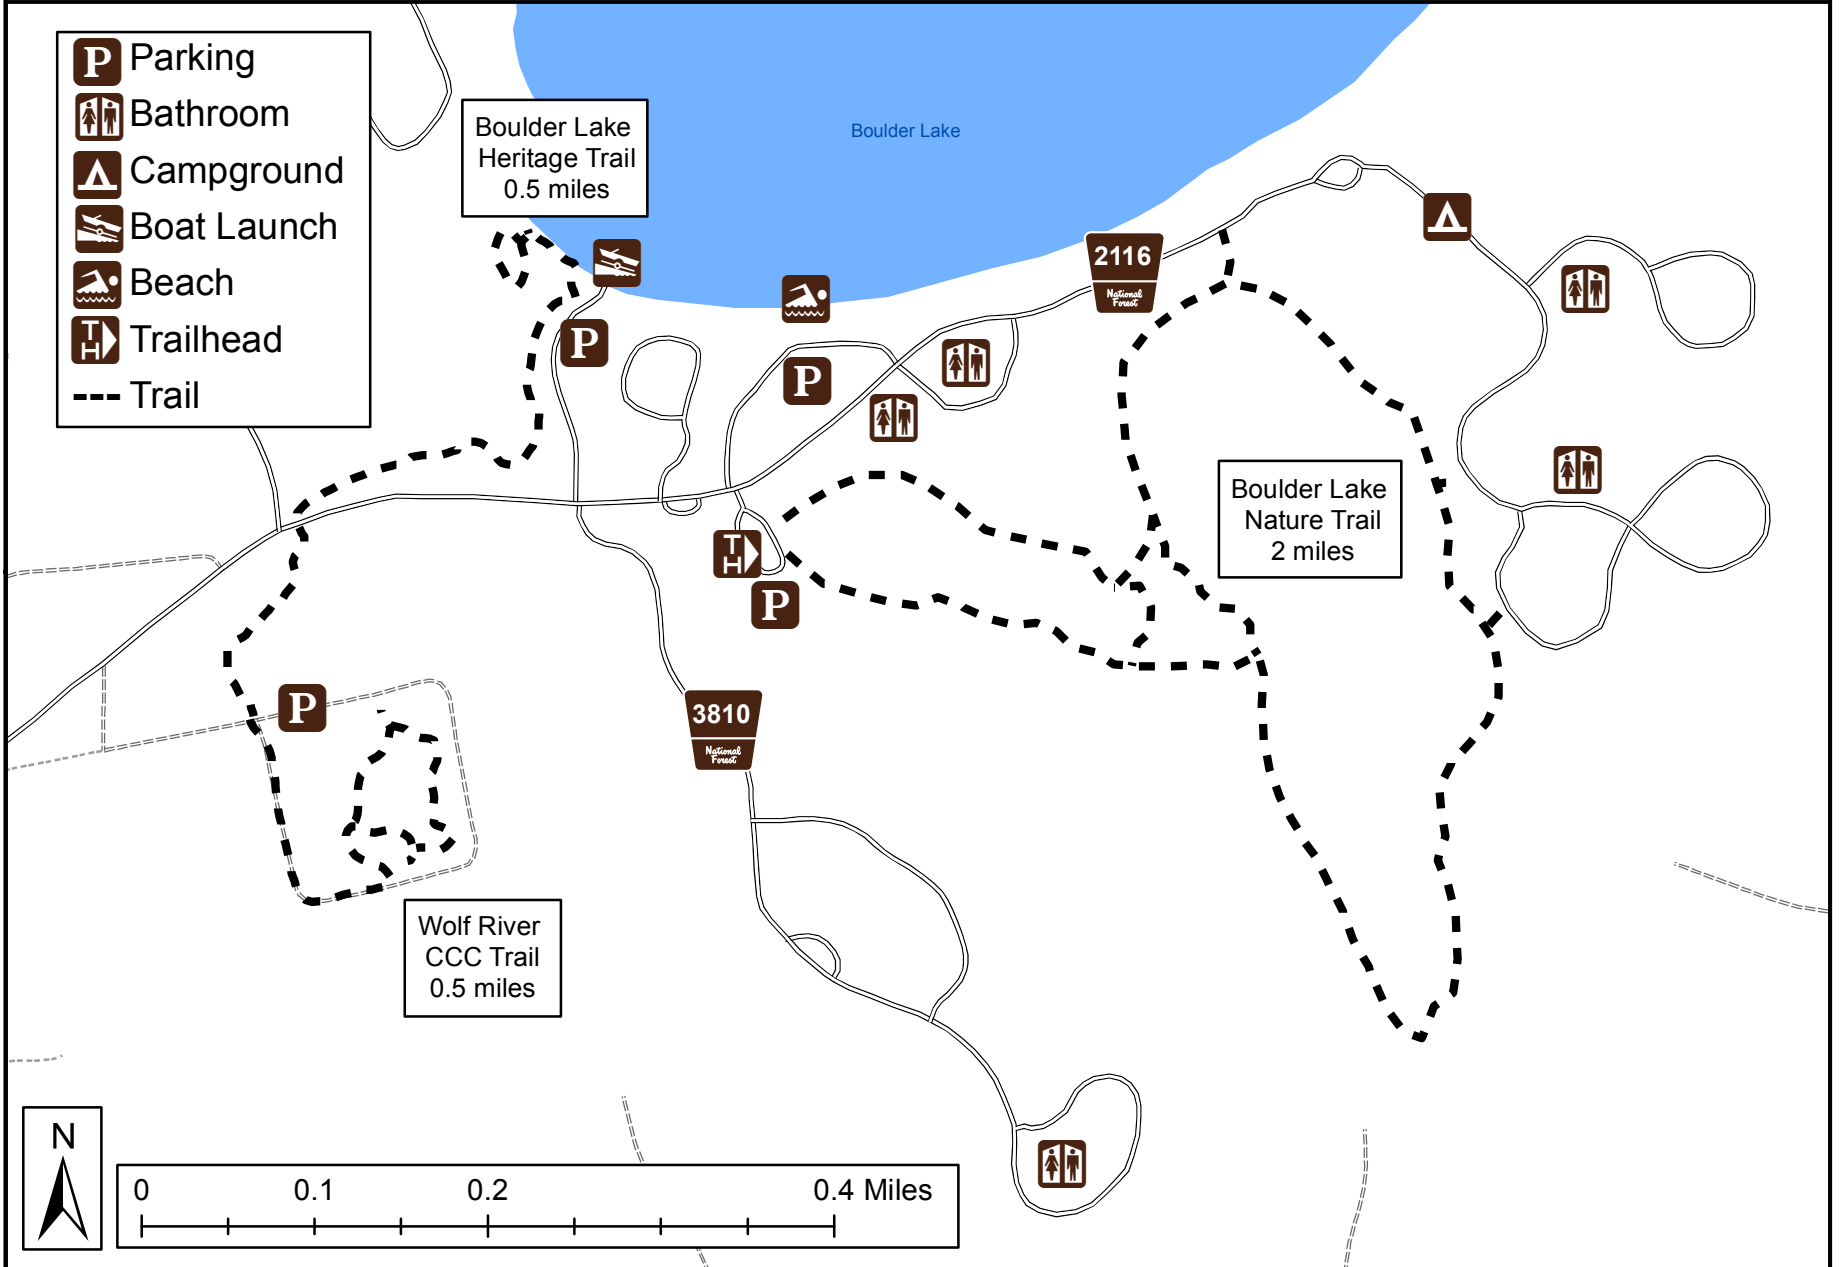 P Parking
Bathroom
Campground
Boat Launch
Beach
TH Trailhead
Trail
Boulder Lake
Heritage Trail
0.5 miles
Boulder Lake
2116
National
Forest
P
P
P
TH
P
Boulder Lake
Nature Trail
2 miles
P
3810
National
Forest
Wolf River
CCC Trail
0.5 miles
N
0 0.1 0.2 0.4 Miles